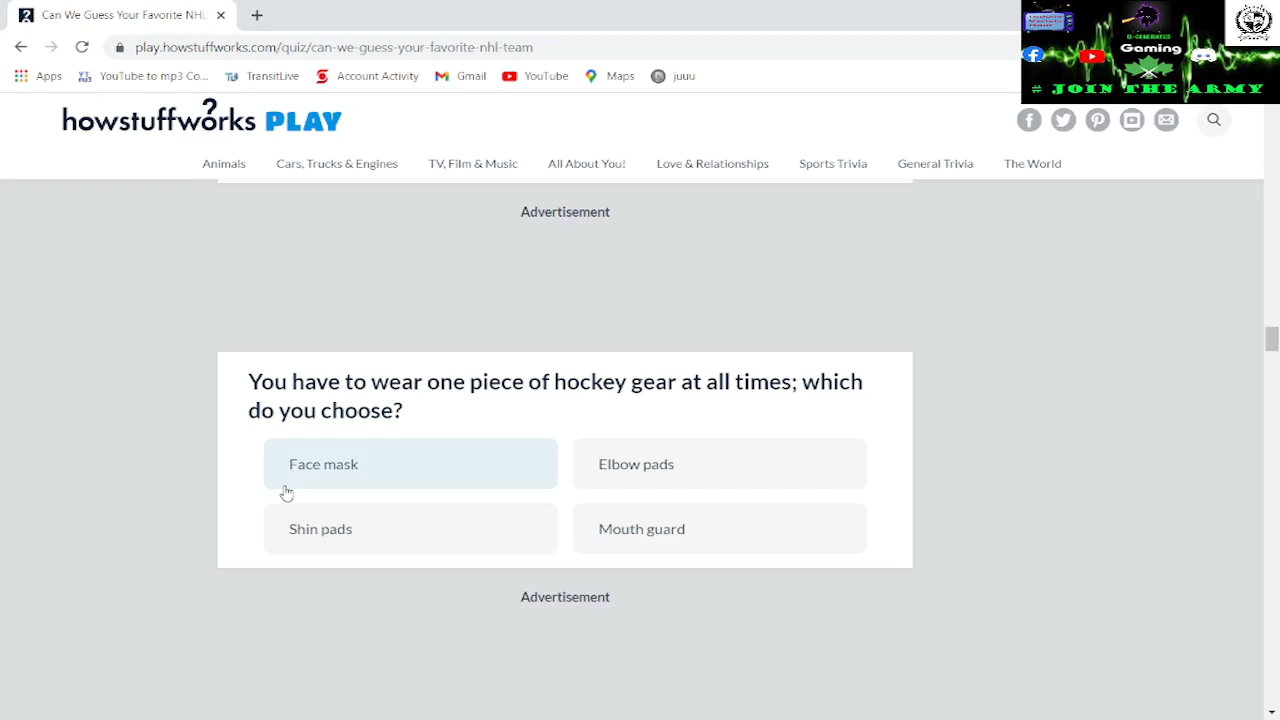 Can We Guess Your Favorite NHL
play.howstuffworks.com/quiz/can-we-guess-your-favorite-nhl-team
Apps YouTube to mp3 Co... TransitLive Account Activity Gmail YouTube Maps juuu
Gaming
# JOIN THE ARMY
howstuffworks PLAY
Animals Cars, Trucks & Engines TV, Film & Music All About You! Love & Relationships Sports Trivia General Trivia The World
Advertisement
You have to wear one piece of hockey gear at all times; which
do you choose?
Face mask Elbow pads
Shin pads Mouth guard
Advertisement